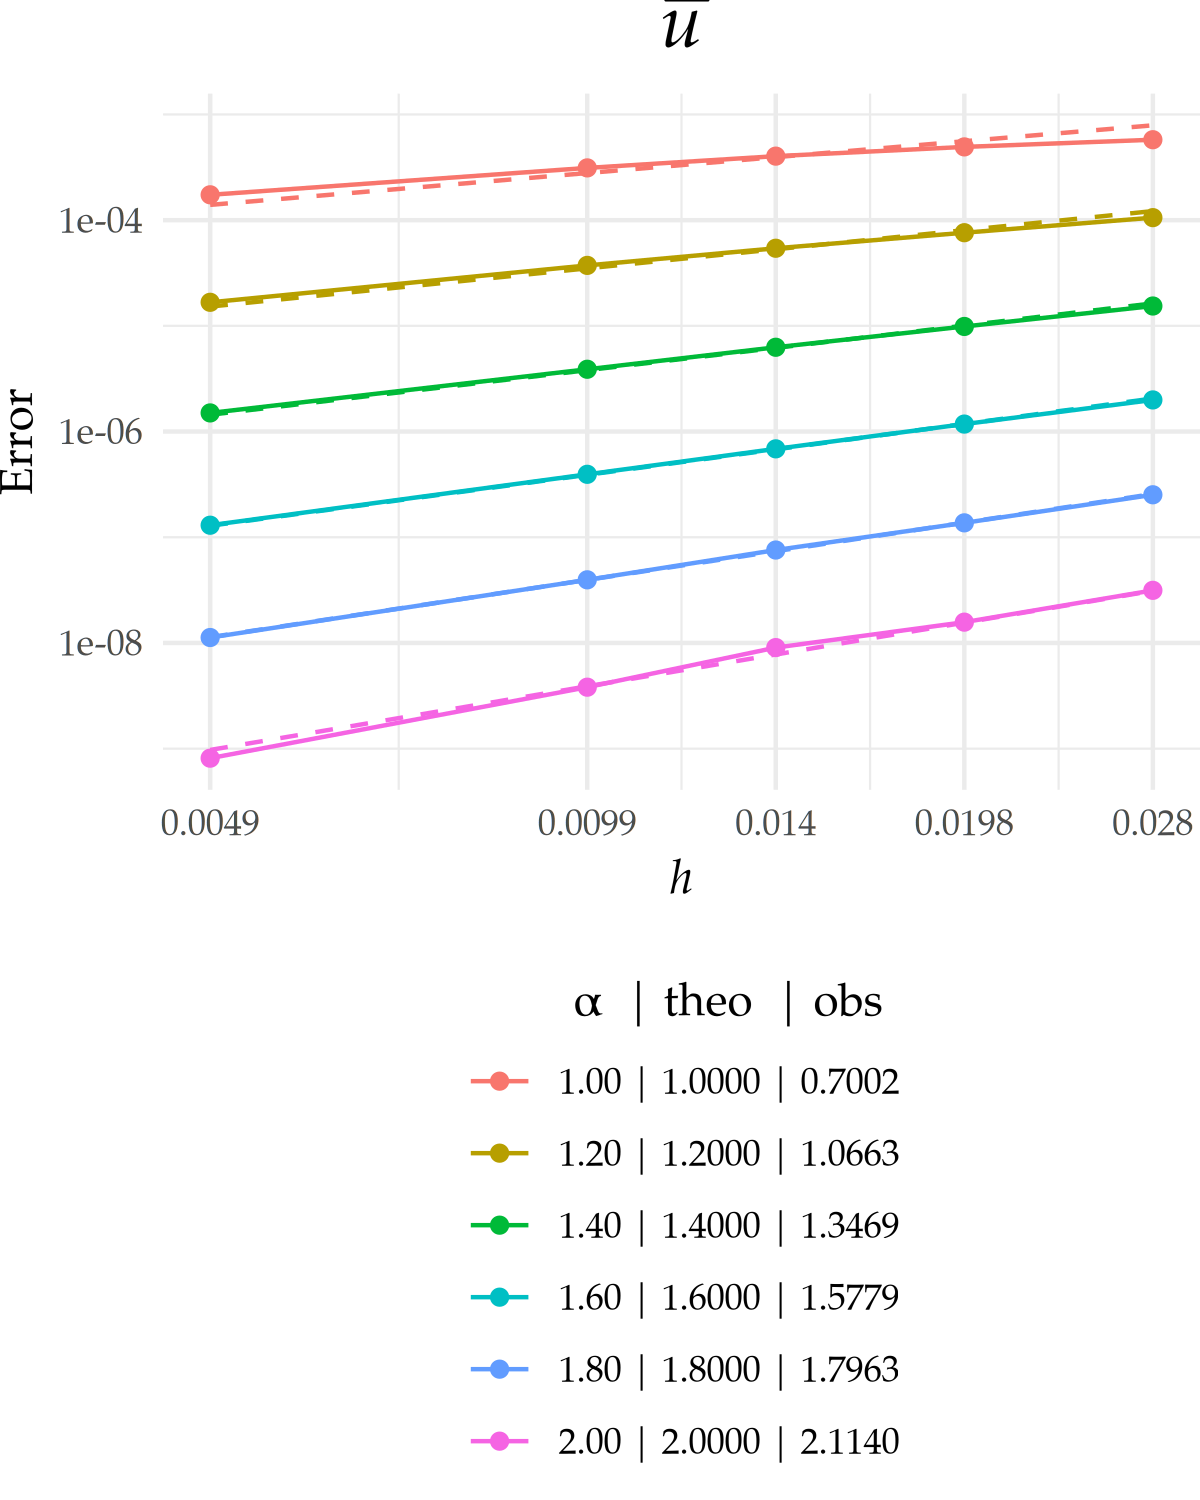 u̅
Error
1e-04
1e-06
1e-08
0.0049 0.0099 0.014 0.0198 0.028
h
α | theo | obs
1.00 | 1.0000 | 0.7002
1.20 | 1.2000 | 1.0663
1.40 | 1.4000 | 1.3469
1.60 | 1.6000 | 1.5779
1.80 | 1.8000 | 1.7963
2.00 | 2.0000 | 2.1140